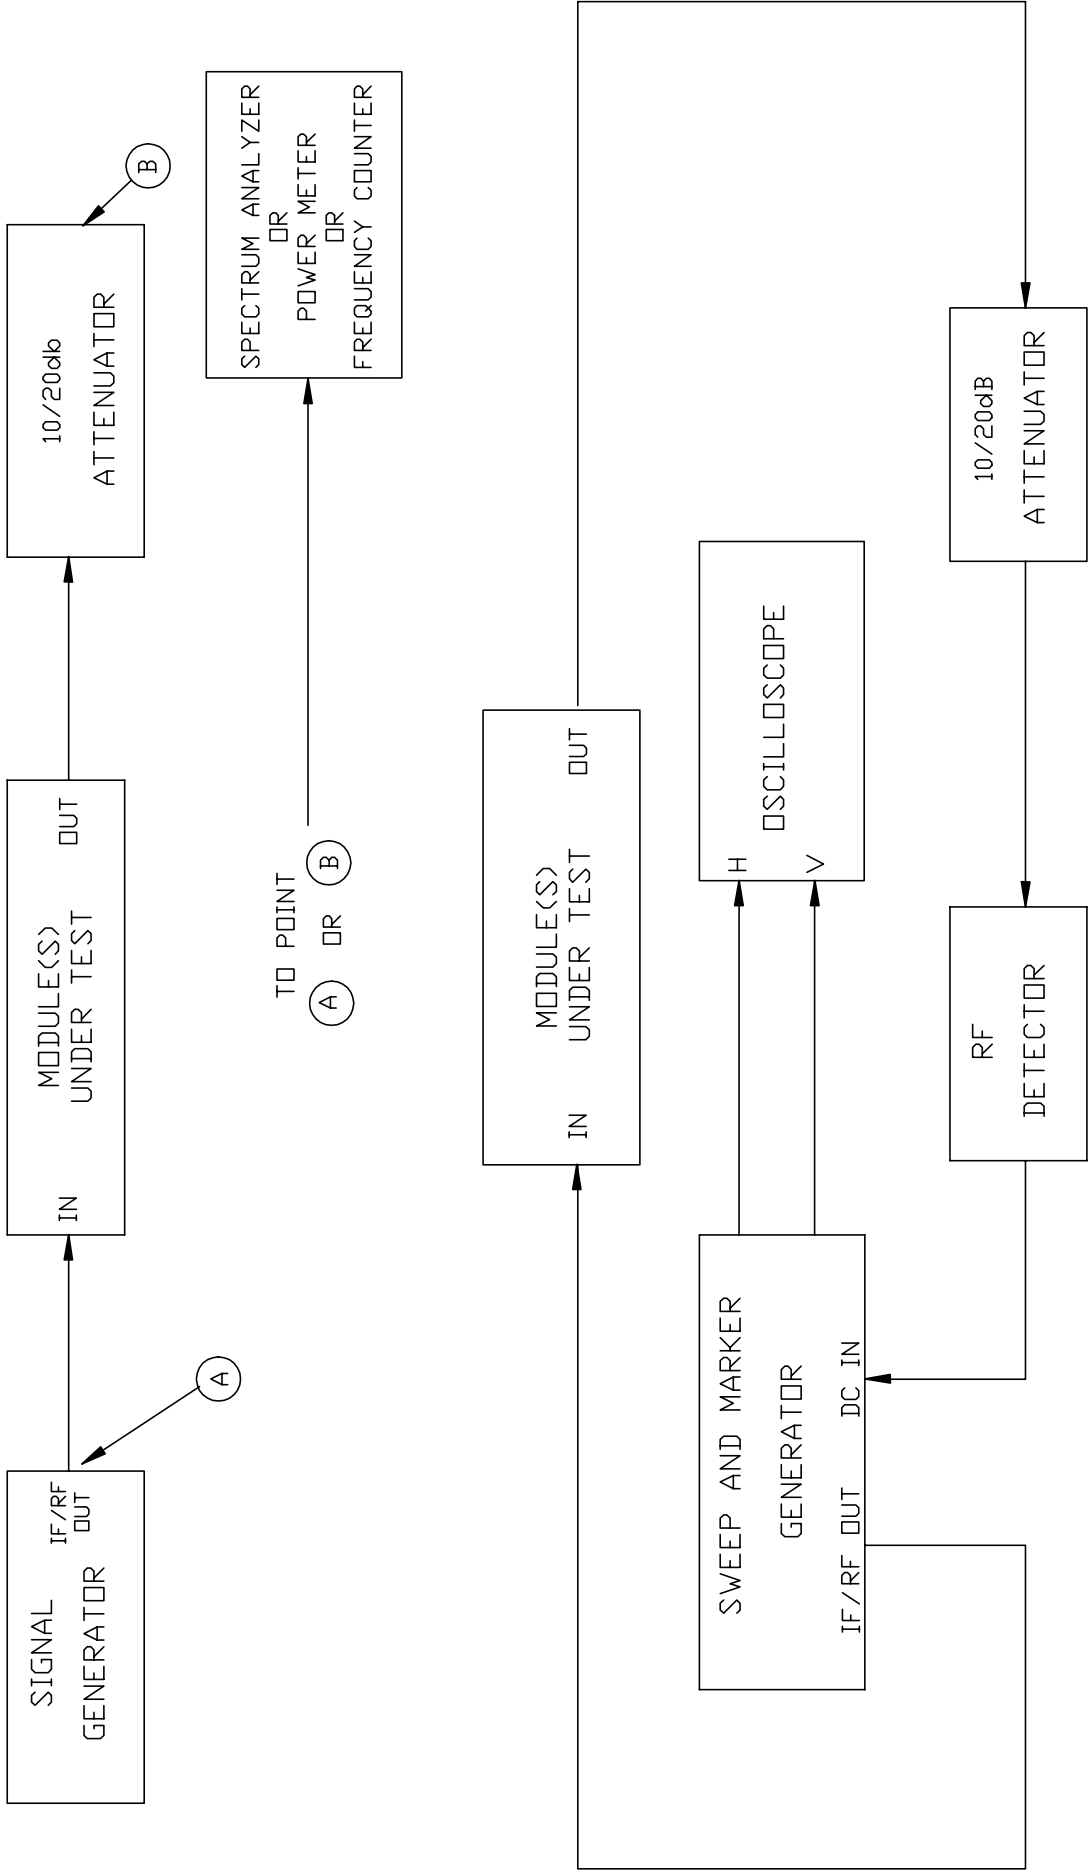 SIGNAL
GENERATOR
IF/RF
OUT
A
IN
MODULE(S)
UNDER TEST
OUT
10/20db
ATTENUATOR
B
TO POINT
A OR B
SPECTRUM ANALYZER
OR
POWER METER
OR
FREQUENCY COUNTER
MODULE(S)
IN UNDER TEST OUT
SWEEP AND MARKER
GENERATOR
IF/RF OUT DC IN
H
OSCILLOSCOPE
V
RF
DETECTOR
10/20dB
ATTENUATOR